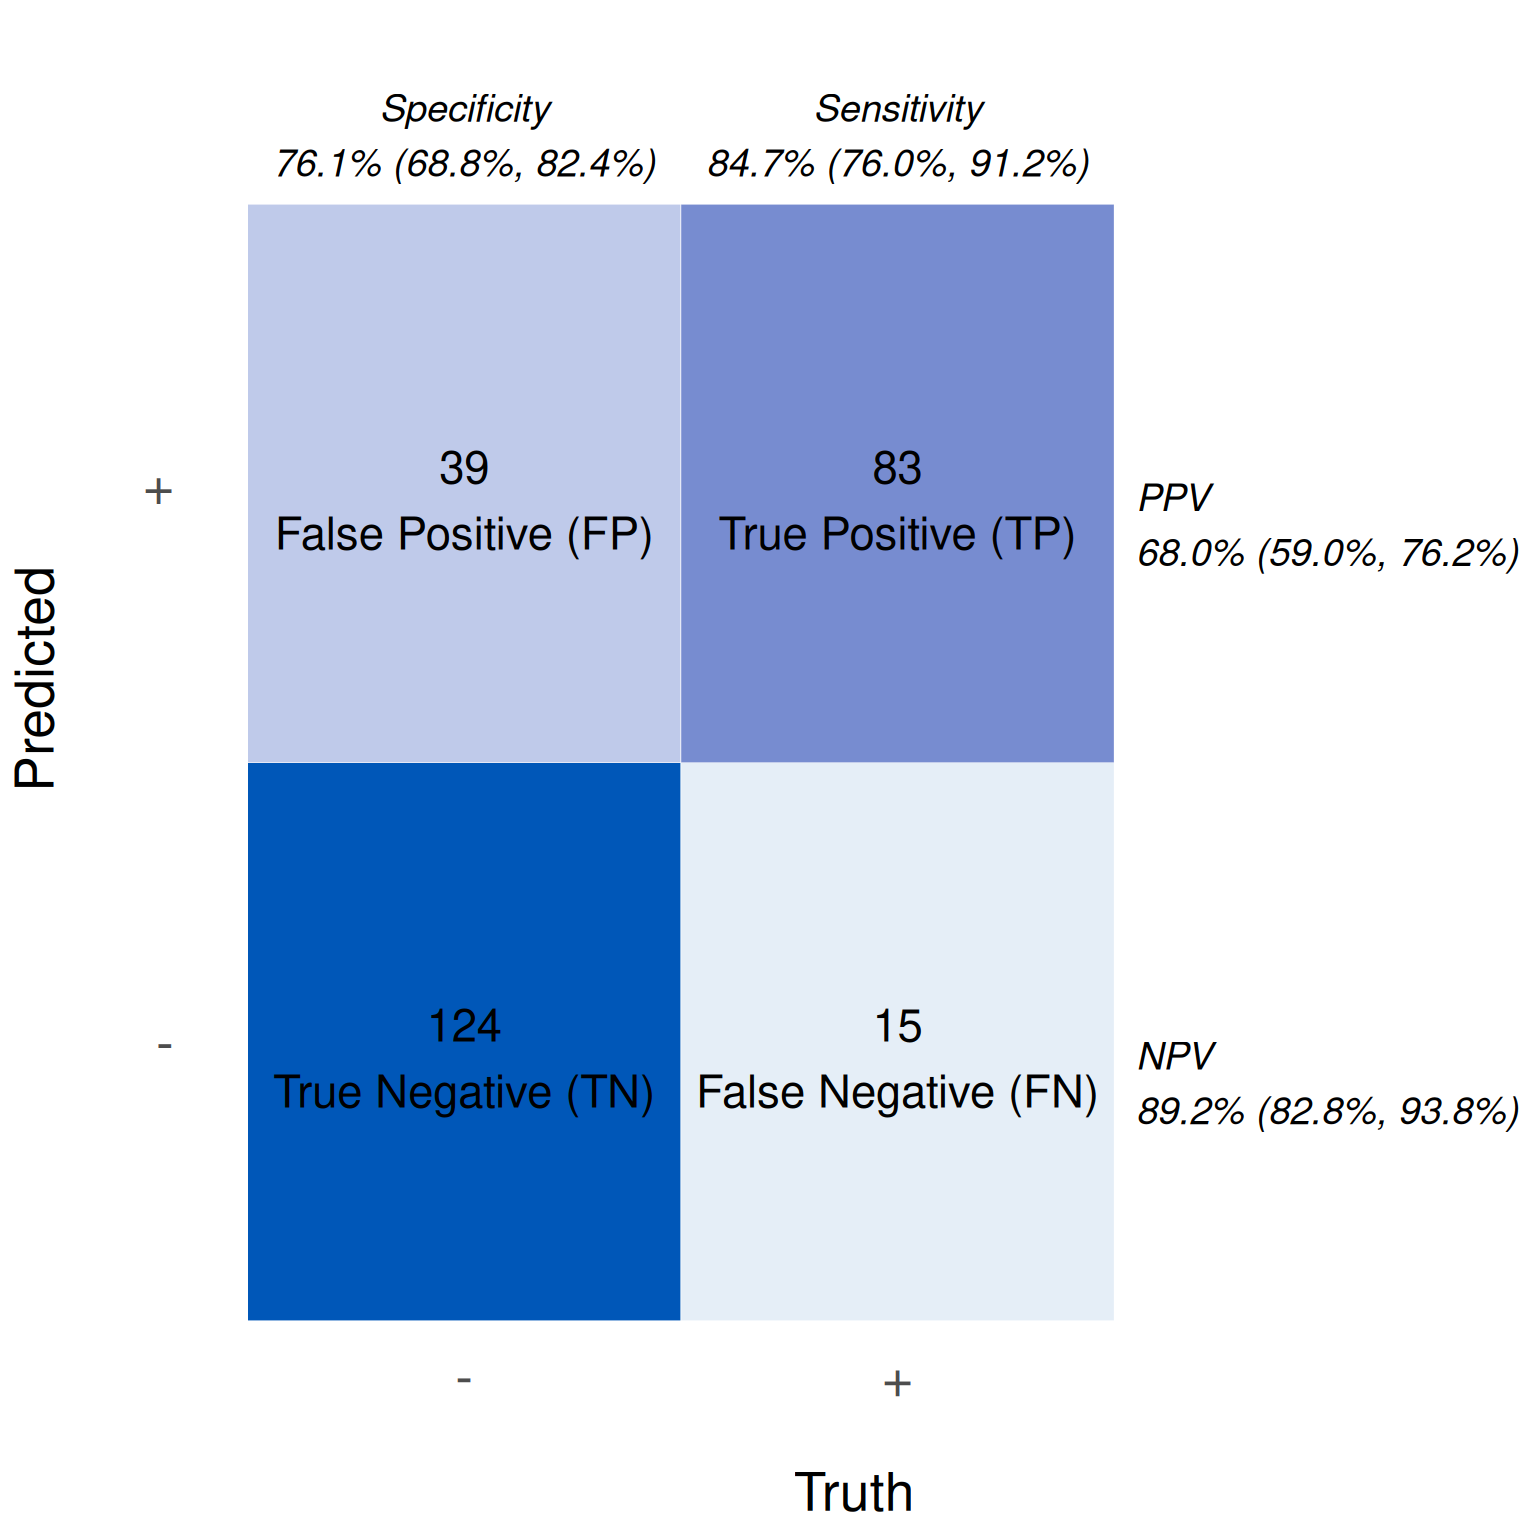 Specificity
76.1% (68.8%, 82.4%)
Sensitivity
84.7% (76.0%, 91.2%)
Predicted
+
39
False Positive (FP)
83
True Positive (TP)
PPV
68.0% (59.0%, 76.2%)
-
124
True Negative (TN)
15
False Negative (FN)
NPV
89.2% (82.8%, 93.8%)
-
+
Truth